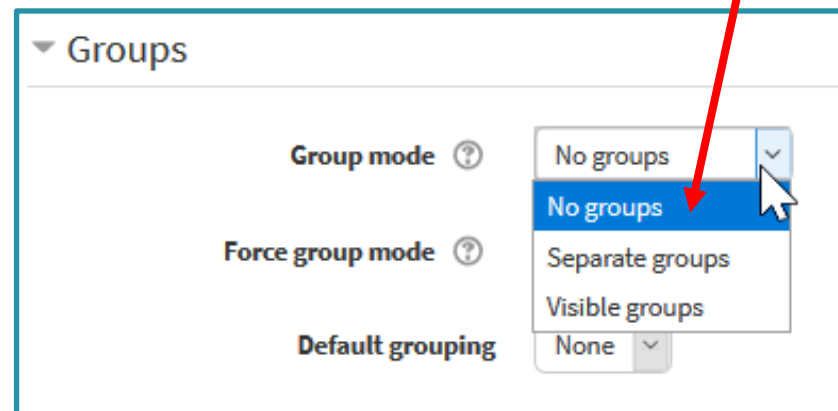 Groups
Group mode No groups
No groups
Force group mode Separate groups
Visible groups
Default grouping None